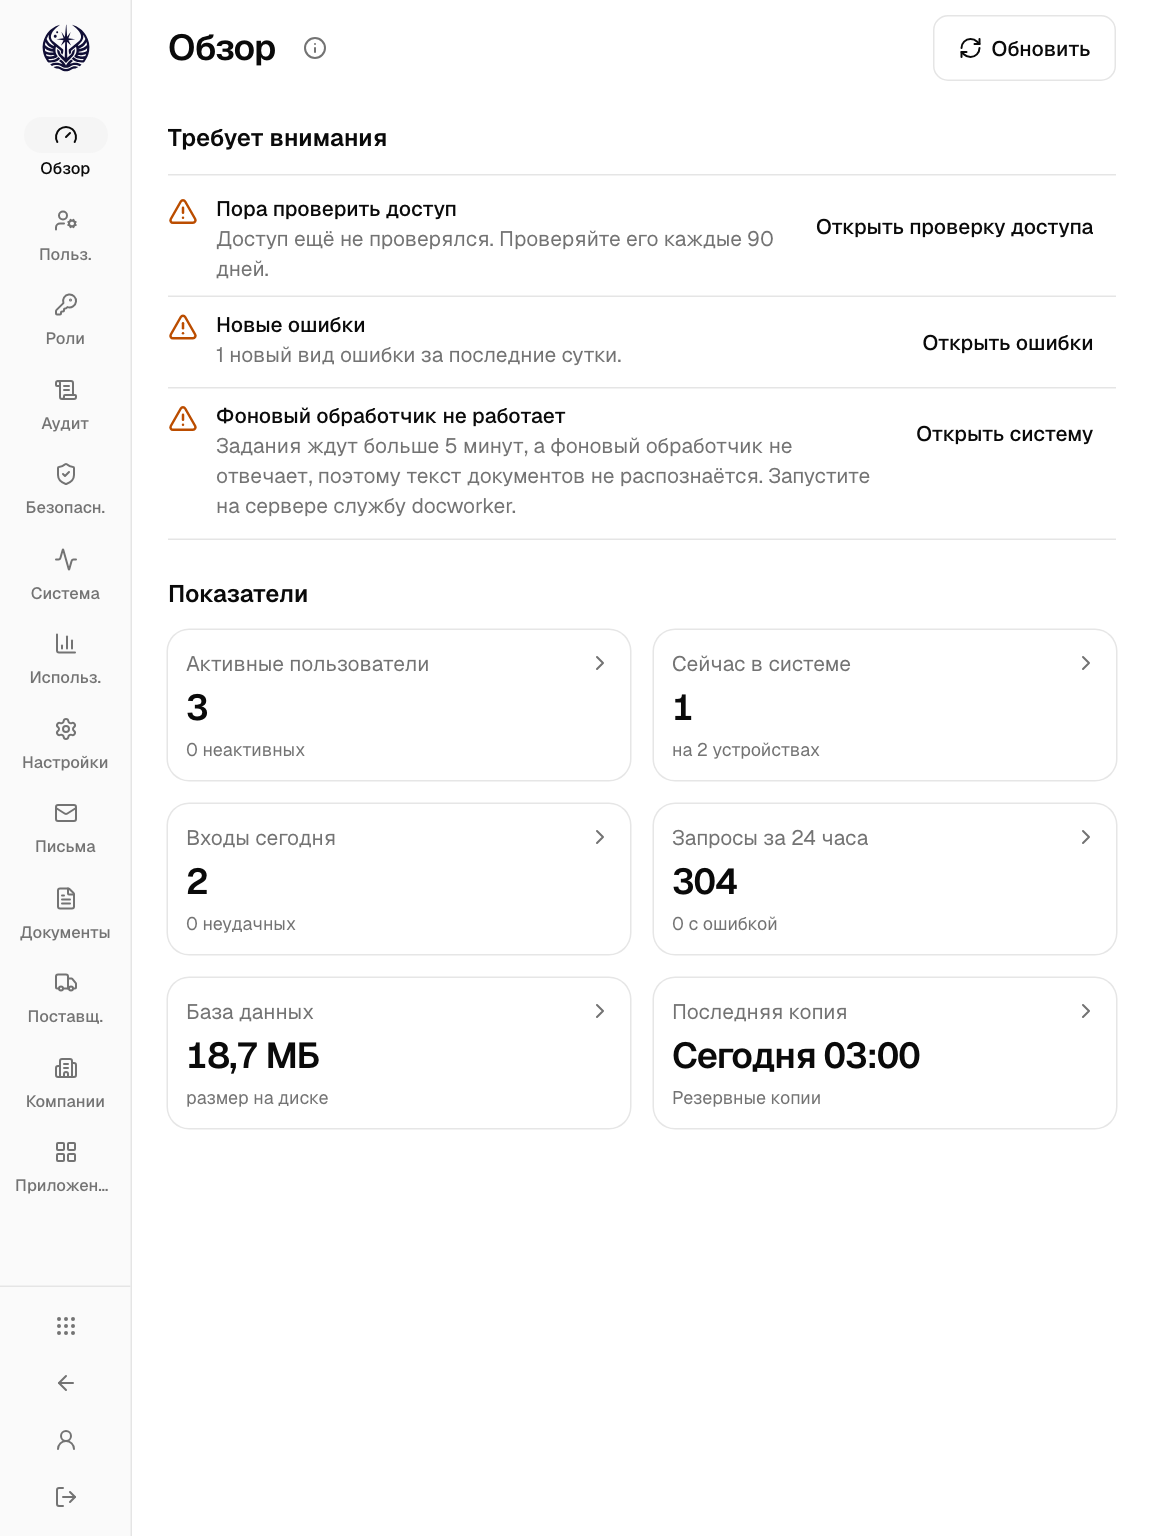 Обзор
Обновить
Обзор
Польз.
Роли
Аудит
Безопасн.
Система
Использ.
Настройки
Письма
Документы
Поставщ.
Компании
Приложен...
Требует внимания
Пора проверить доступ
Доступ ещё не проверялся. Проверяйте его каждые 90
дней.
Открыть проверку доступа
Новые ошибки
1 новый вид ошибки за последние сутки.
Открыть ошибки
Фоновый обработчик не работает
Задания ждут больше 5 минут, а фоновый обработчик не
отвечает, поэтому текст документов не распознаётся. Запустите
на сервере службу docworker.
Открыть систему
Показатели
Активные пользователи
3
0 неактивных
Сейчас в системе
1
на 2 устройствах
Входы сегодня
2
0 неудачных
Запросы за 24 часа
304
0 с ошибкой
База данных
18,7 МБ
размер на диске
Последняя копия
Сегодня 03:00
Резервные копии